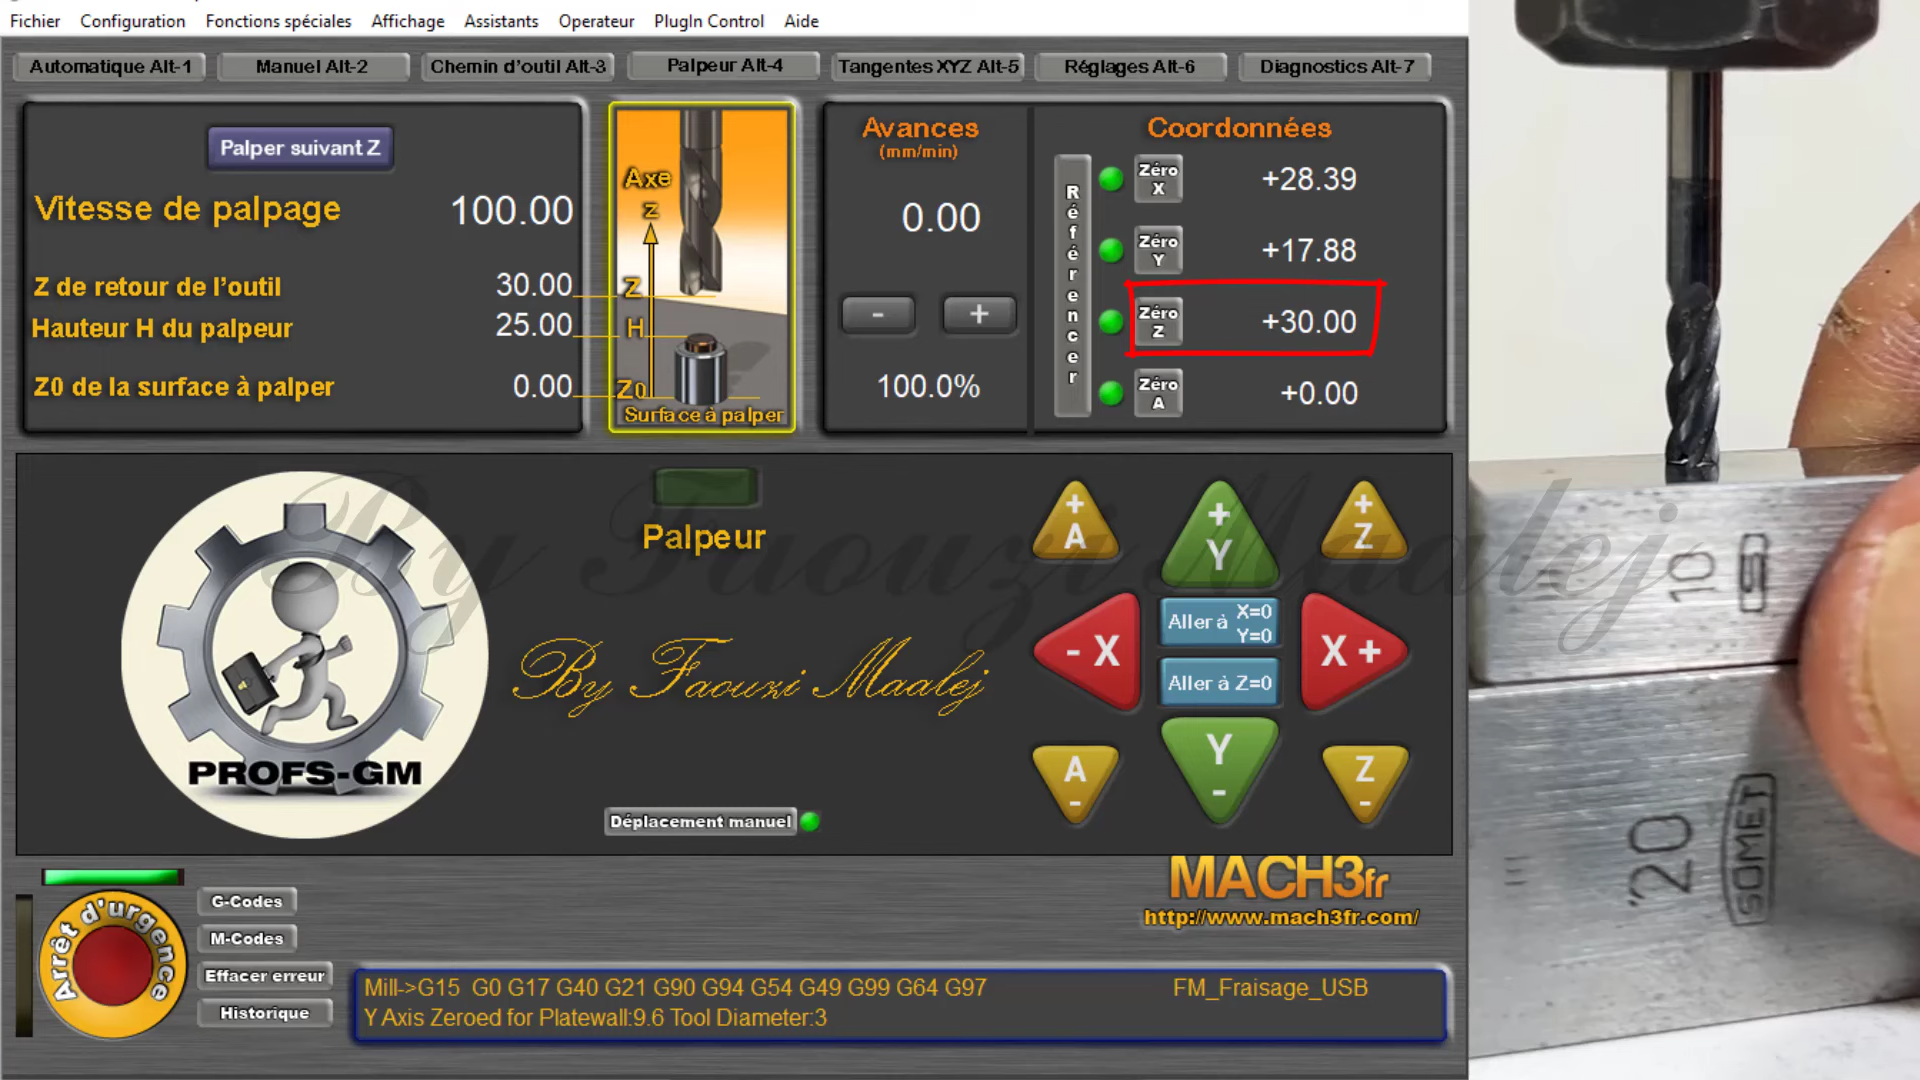 Fichier Configuration Fonctions spéciales Affichage Assistants Operateur PlugIn Control Aide
Automatique Alt-1 Manuel Alt-2 Chemin d'outil Alt-3 Palpeur Alt-4 Tangentes XYZ Alt-5 Réglages Alt-6 Diagnostics Alt-7
Palper suivant Z
Vitesse de palpage 100.00
Z de retour de l'outil 30.00
Hauteur H du palpeur 25.00
Z0 de la surface à palper 0.00
Axe
Z
Z
H
Z0
Surface à palper
Avances
(mm/min)
0.00
- +
100.0%
Coordonnées
Référencer
Zéro X +28.39
Zéro Y +17.88
Zéro Z +30.00
Zéro A +0.00
By Faouzi Maalej
PROFS-GM
Palpeur
By Faouzi Maalej
Déplacement manuel
+ A
+ Y
+ Z
- X
Aller à X=0 Y=0
Aller à Z=0
X +
A -
Y -
Z -
10
20
SOMET
MACH3fr
http://www.mach3fr.com/
Arrêt d'urgence
G-Codes
M-Codes
Effacer erreur
Historique
Mill->G15 G0 G17 G40 G21 G90 G94 G54 G49 G99 G64 G97 FM_Fraisage_USB
Y Axis Zeroed for Platewall:9.6 Tool Diameter:3